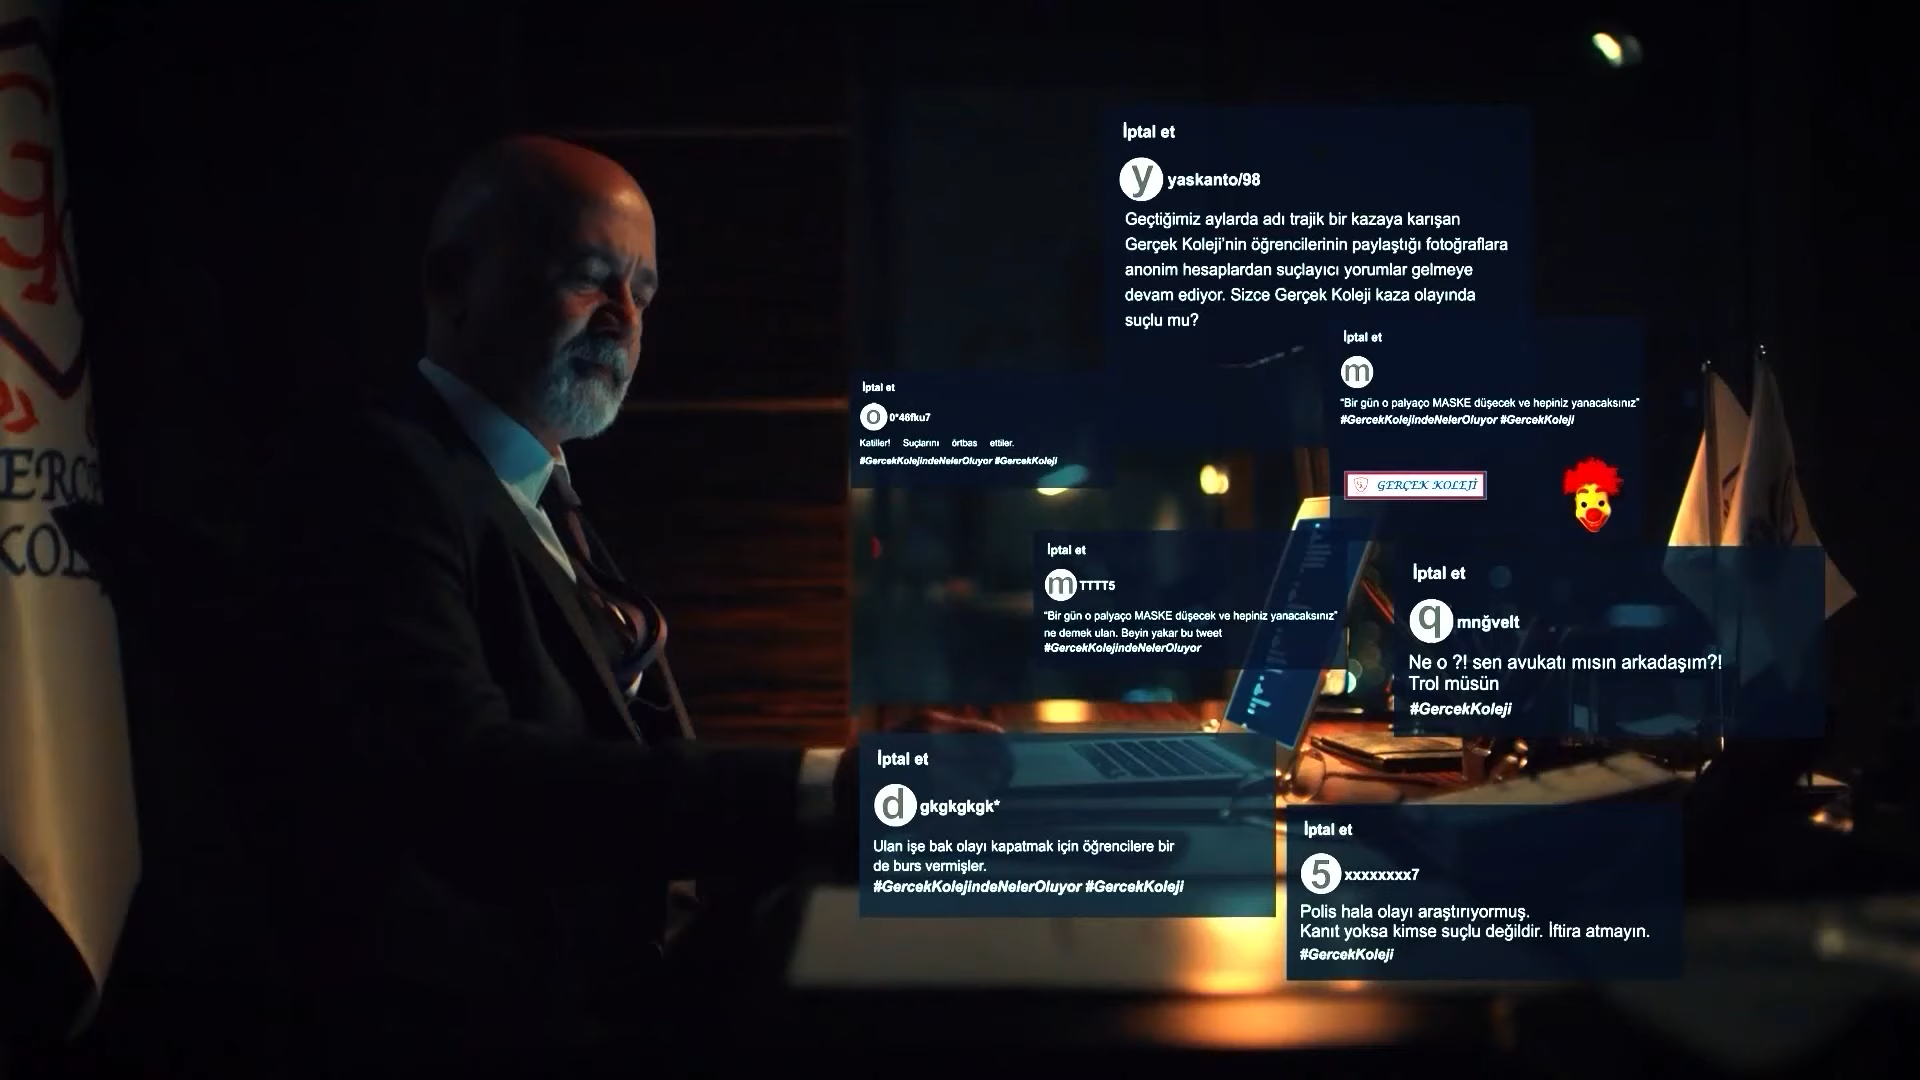 İptal et
y yaskanto/98
Geçtiğimiz aylarda adı trajik bir kazaya karışan
Gerçek Koleji'nin öğrencilerinin paylaştığı fotoğraflara
anonim hesaplardan suçlayıcı yorumlar gelmeye
devam ediyor. Sizce Gerçek Koleji kaza olayında
suçlu mu?
İptal et
m
"Bir gün o palyaço MASKE düşecek ve hepiniz yanacaksınız"
#GercekKolejindeNelerOluyor #GercekKoleji
GERÇEK KOLEJİ
İptal et
o 0*46fku7
Katiller! Suçlarını örtbas ettiler.
#GercekKolejindeNelerOluyor #GercekKoleji
İptal et
m TTTT5
"Bir gün o palyaço MASKE düşecek ve hepiniz yanacaksınız"
ne demek ulan. Beyin yakar bu tweet
#GercekKolejindeNelerOluyor
İptal et
q mnğvelt
Ne o ?! sen avukatı mısın arkadaşım?!
Trol müsün
#GercekKoleji
İptal et
d gkgkgkgk*
Ulan işe bak olayı kapatmak için öğrencilere bir
de burs vermişler.
#GercekKolejindeNelerOluyor #GercekKoleji
İptal et
5 xxxxxxxx7
Polis hala olayı araştırıyormuş.
Kanıt yoksa kimse suçlu değildir. İftira atmayın.
#GercekKoleji